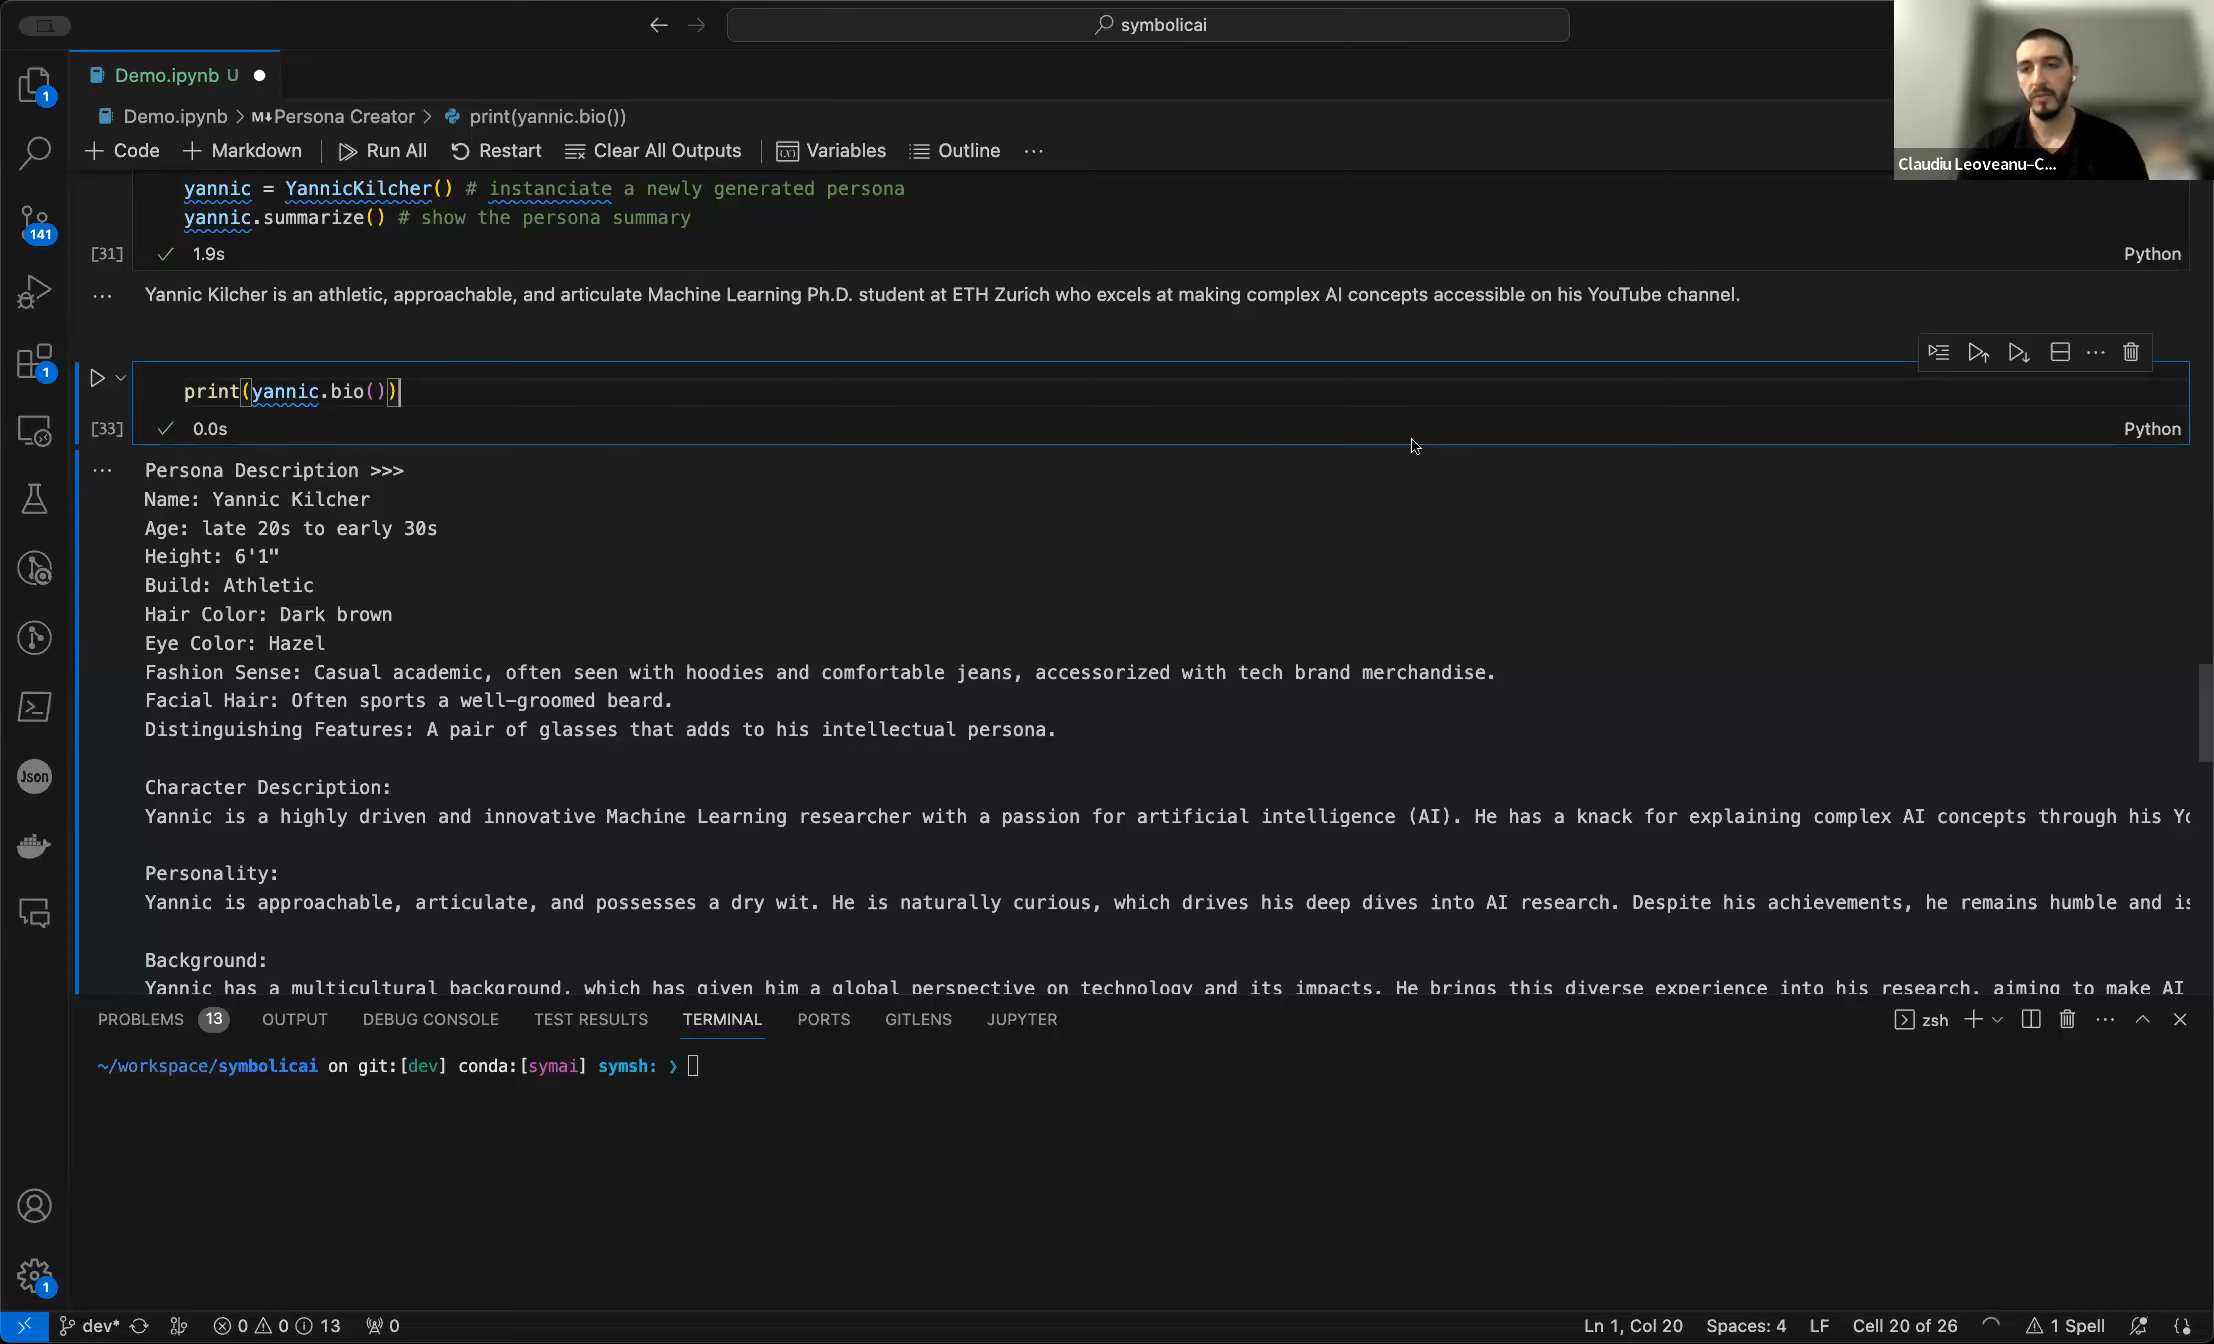 symbolicai
Demo.ipynb U
Demo.ipynb > M↓Persona Creator > print(yannic.bio())
+ Code + Markdown Run All Restart Clear All Outputs Variables Outline ...
Claudiu Leoveanu-C...
yannic = YannicKilcher() # instanciate a newly generated persona
yannic.summarize() # show the persona summary
[31] ✓ 1.9s Python
... Yannic Kilcher is an athletic, approachable, and articulate Machine Learning Ph.D. student at ETH Zurich who excels at making complex AI concepts accessible on his YouTube channel.
print(yannic.bio())
[33] ✓ 0.0s Python
... Persona Description >>>
Name: Yannic Kilcher
Age: late 20s to early 30s
Height: 6'1"
Build: Athletic
Hair Color: Dark brown
Eye Color: Hazel
Fashion Sense: Casual academic, often seen with hoodies and comfortable jeans, accessorized with tech brand merchandise.
Facial Hair: Often sports a well-groomed beard.
Distinguishing Features: A pair of glasses that adds to his intellectual persona.
Character Description:
Yannic is a highly driven and innovative Machine Learning researcher with a passion for artificial intelligence (AI). He has a knack for explaining complex AI concepts through his Yo
Personality:
Yannic is approachable, articulate, and possesses a dry wit. He is naturally curious, which drives his deep dives into AI research. Despite his achievements, he remains humble and is
Background:
Yannic has a multicultural background, which has given him a global perspective on technology and its impacts. He brings this diverse experience into his research, aiming to make AI
1
141
1
Json
1
PROBLEMS 13 OUTPUT DEBUG CONSOLE TEST RESULTS TERMINAL PORTS GITLENS JUPYTER zsh
~/workspace/symbolicai on git:[dev] conda:[symai] symsh: ❯
dev* 0 0 13 0 Ln 1, Col 20 Spaces: 4 LF Cell 20 of 26 1 Spell